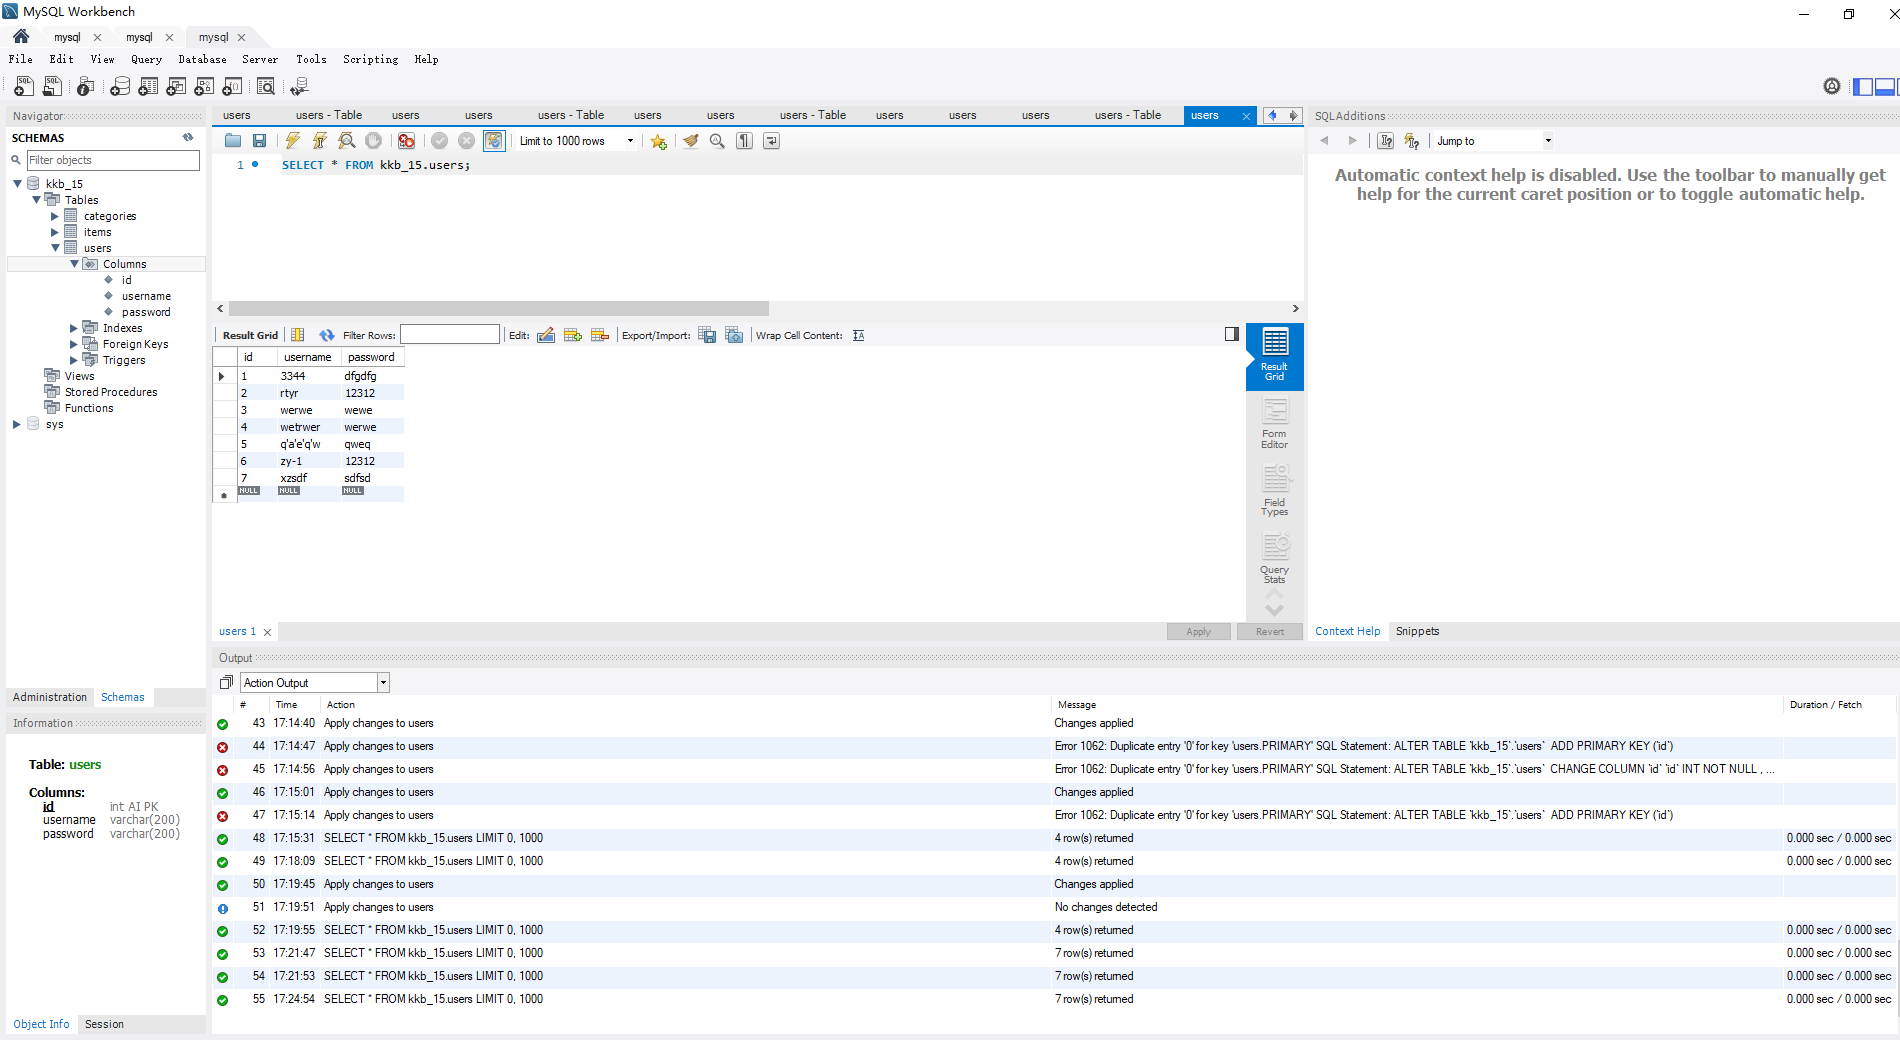 MySQL Workbench
mysql
mysql
mysql
File Edit View Query Database Server Tools Scripting Help
Navigator
SCHEMAS
Filter objects
kkb_15
Tables
categories
items
users
Columns
id
username
password
Indexes
Foreign Keys
Triggers
Views
Stored Procedures
Functions
sys
Administration Schemas
Information
Table: users
Columns:
id int AI PK
username varchar(200)
password varchar(200)
Object Info Session
users users - Table users users users - Table users users users - Table users users users users - Table users
Limit to 1000 rows
1 SELECT * FROM kkb_15.users;
Result Grid Filter Rows: Edit: Export/Import: Wrap Cell Content:
id username password
1 3344 dfgdfg
2 rtyr 12312
3 werwe wewe
4 wetrwer werwe
5 q'a'e'q'w qweq
6 zy-1 12312
7 xzsdf sdfsd
NULL NULL NULL
Result
Grid
Form
Editor
Field
Types
Query
Stats
users 1
Apply Revert
SQLAdditions
Jump to
Automatic context help is disabled. Use the toolbar to manually get
help for the current caret position or to toggle automatic help.
Context Help Snippets
Output
Action Output
# Time Action Message Duration / Fetch
43 17:14:40 Apply changes to users Changes applied
44 17:14:47 Apply changes to users Error 1062: Duplicate entry '0' for key 'users.PRIMARY' SQL Statement: ALTER TABLE `kkb_15`.`users` ADD PRIMARY KEY (`id`)
45 17:14:56 Apply changes to users Error 1062: Duplicate entry '0' for key 'users.PRIMARY' SQL Statement: ALTER TABLE `kkb_15`.`users` CHANGE COLUMN `id` `id` INT NOT NULL , ...
46 17:15:01 Apply changes to users Changes applied
47 17:15:14 Apply changes to users Error 1062: Duplicate entry '0' for key 'users.PRIMARY' SQL Statement: ALTER TABLE `kkb_15`.`users` ADD PRIMARY KEY (`id`)
48 17:15:31 SELECT * FROM kkb_15.users LIMIT 0, 1000 4 row(s) returned 0.000 sec / 0.000 sec
49 17:18:09 SELECT * FROM kkb_15.users LIMIT 0, 1000 4 row(s) returned 0.000 sec / 0.000 sec
50 17:19:45 Apply changes to users Changes applied
51 17:19:51 Apply changes to users No changes detected
52 17:19:55 SELECT * FROM kkb_15.users LIMIT 0, 1000 4 row(s) returned 0.000 sec / 0.000 sec
53 17:21:47 SELECT * FROM kkb_15.users LIMIT 0, 1000 7 row(s) returned 0.000 sec / 0.000 sec
54 17:21:53 SELECT * FROM kkb_15.users LIMIT 0, 1000 7 row(s) returned 0.000 sec / 0.000 sec
55 17:24:54 SELECT * FROM kkb_15.users LIMIT 0, 1000 7 row(s) returned 0.000 sec / 0.000 sec